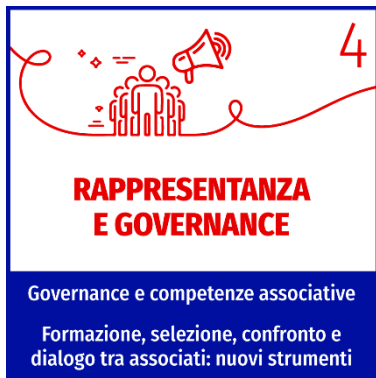 4
RAPPRESENTANZA
E GOVERNANCE
Governance e competenze associative
Formazione, selezione, confronto e
dialogo tra associati: nuovi strumenti